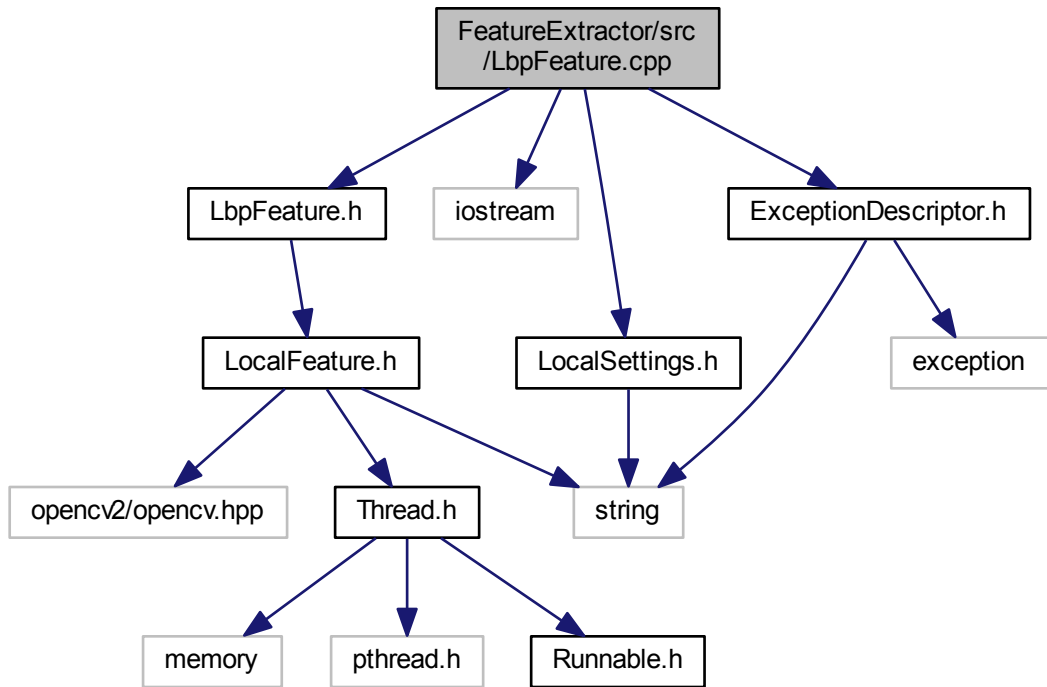 FeatureExtractor/src
/LbpFeature.cpp
LbpFeature.h
iostream
ExceptionDescriptor.h
LocalFeature.h
LocalSettings.h
exception
opencv2/opencv.hpp
Thread.h
string
memory
pthread.h
Runnable.h